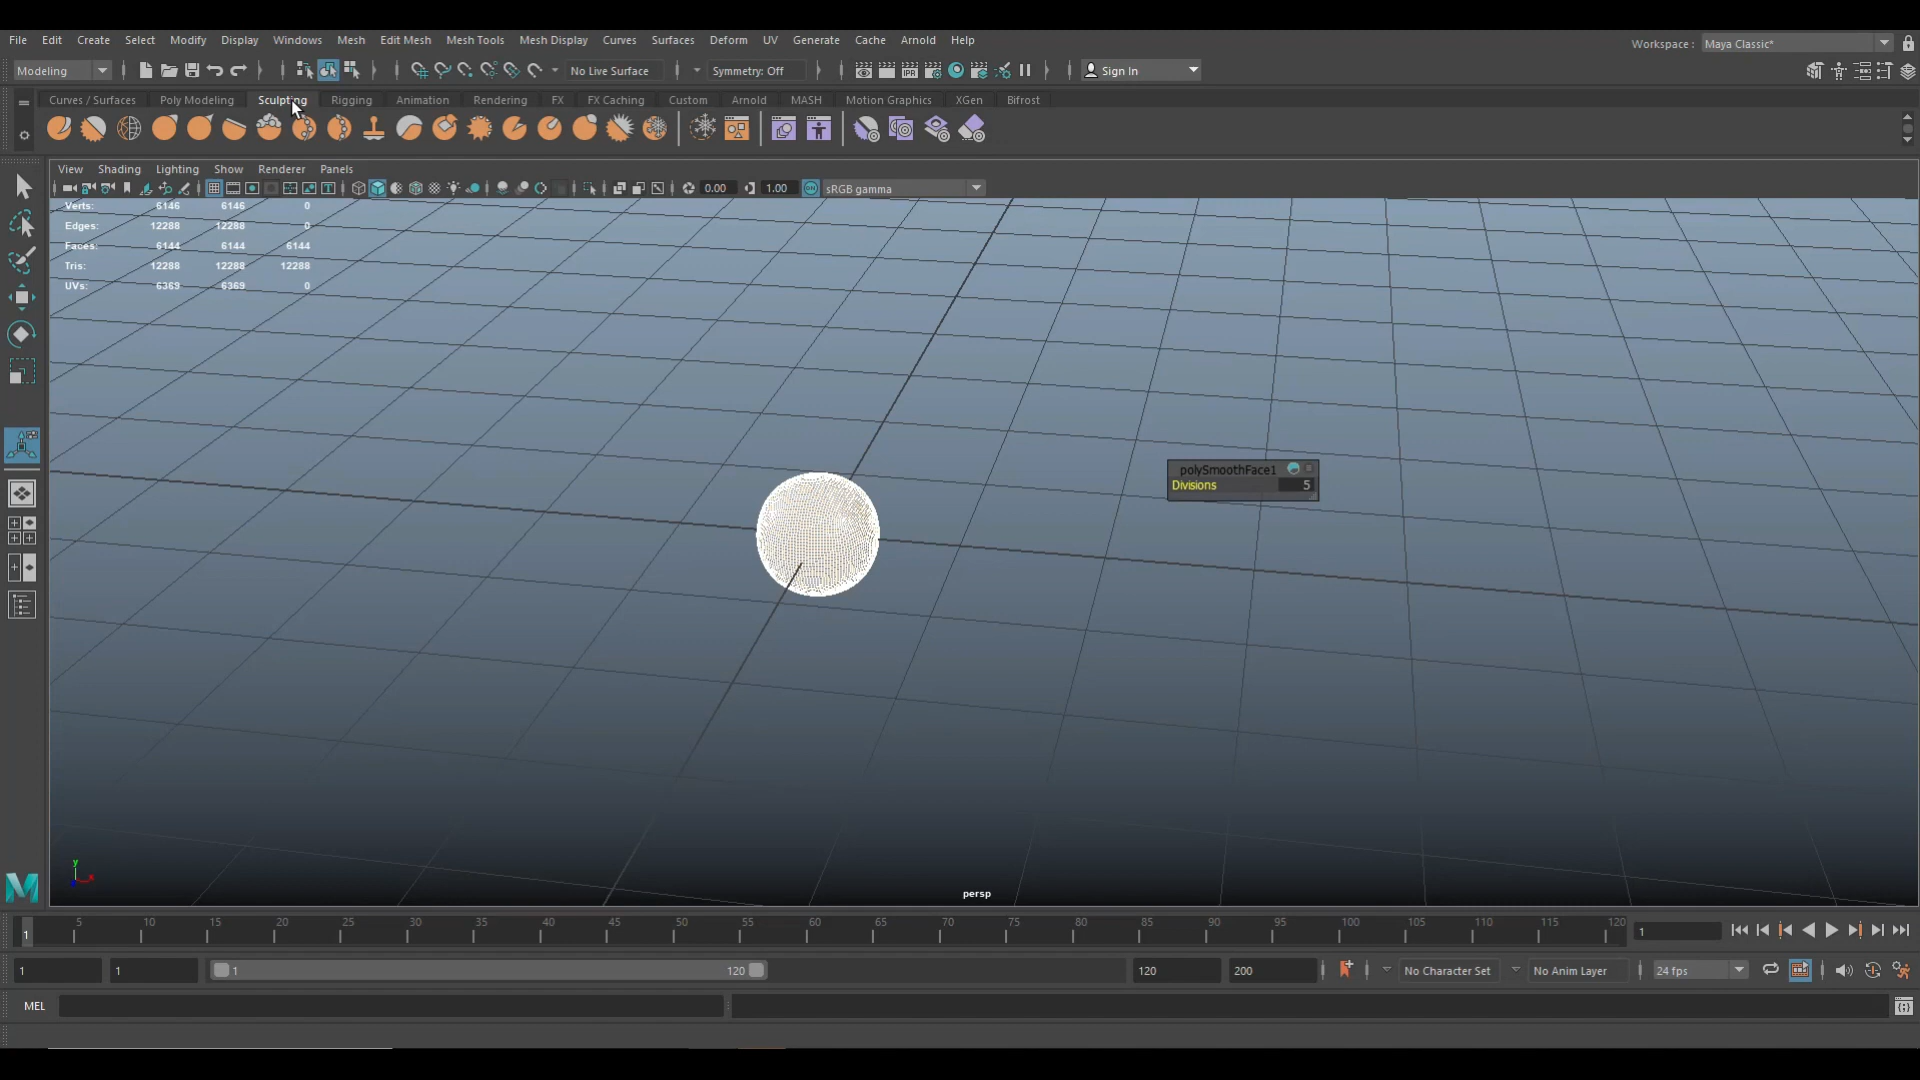 File Edit Create Select Modify Display Windows Mesh Edit Mesh Mesh Tools Mesh Display Curves Surfaces Deform UV Generate Cache Arnold Help
Workspace : Maya Classic*
Modeling No Live Surface Symmetry: Off IPR Sign In
Curves / Surfaces Poly Modeling Sculpting Rigging Animation Rendering FX FX Caching Custom Arnold MASH Motion Graphics XGen Bifrost
View Shading Lighting Show Renderer Panels
0.00 1.00 ON sRGB gamma
Verts: 6146 6146 0
Edges: 12288 12288 0
Faces: 6144 6144 6144
Tris: 12288 12288 12288
UVs: 6369 6369 0
polySmoothFace1
Divisions 5
y
x
persp
1 5 10 15 20 25 30 35 40 45 50 55 60 65 70 75 80 85 90 95 100 105 110 115 120 1
1 1 1 120 120 200 No Character Set No Anim Layer 24 fps
MEL